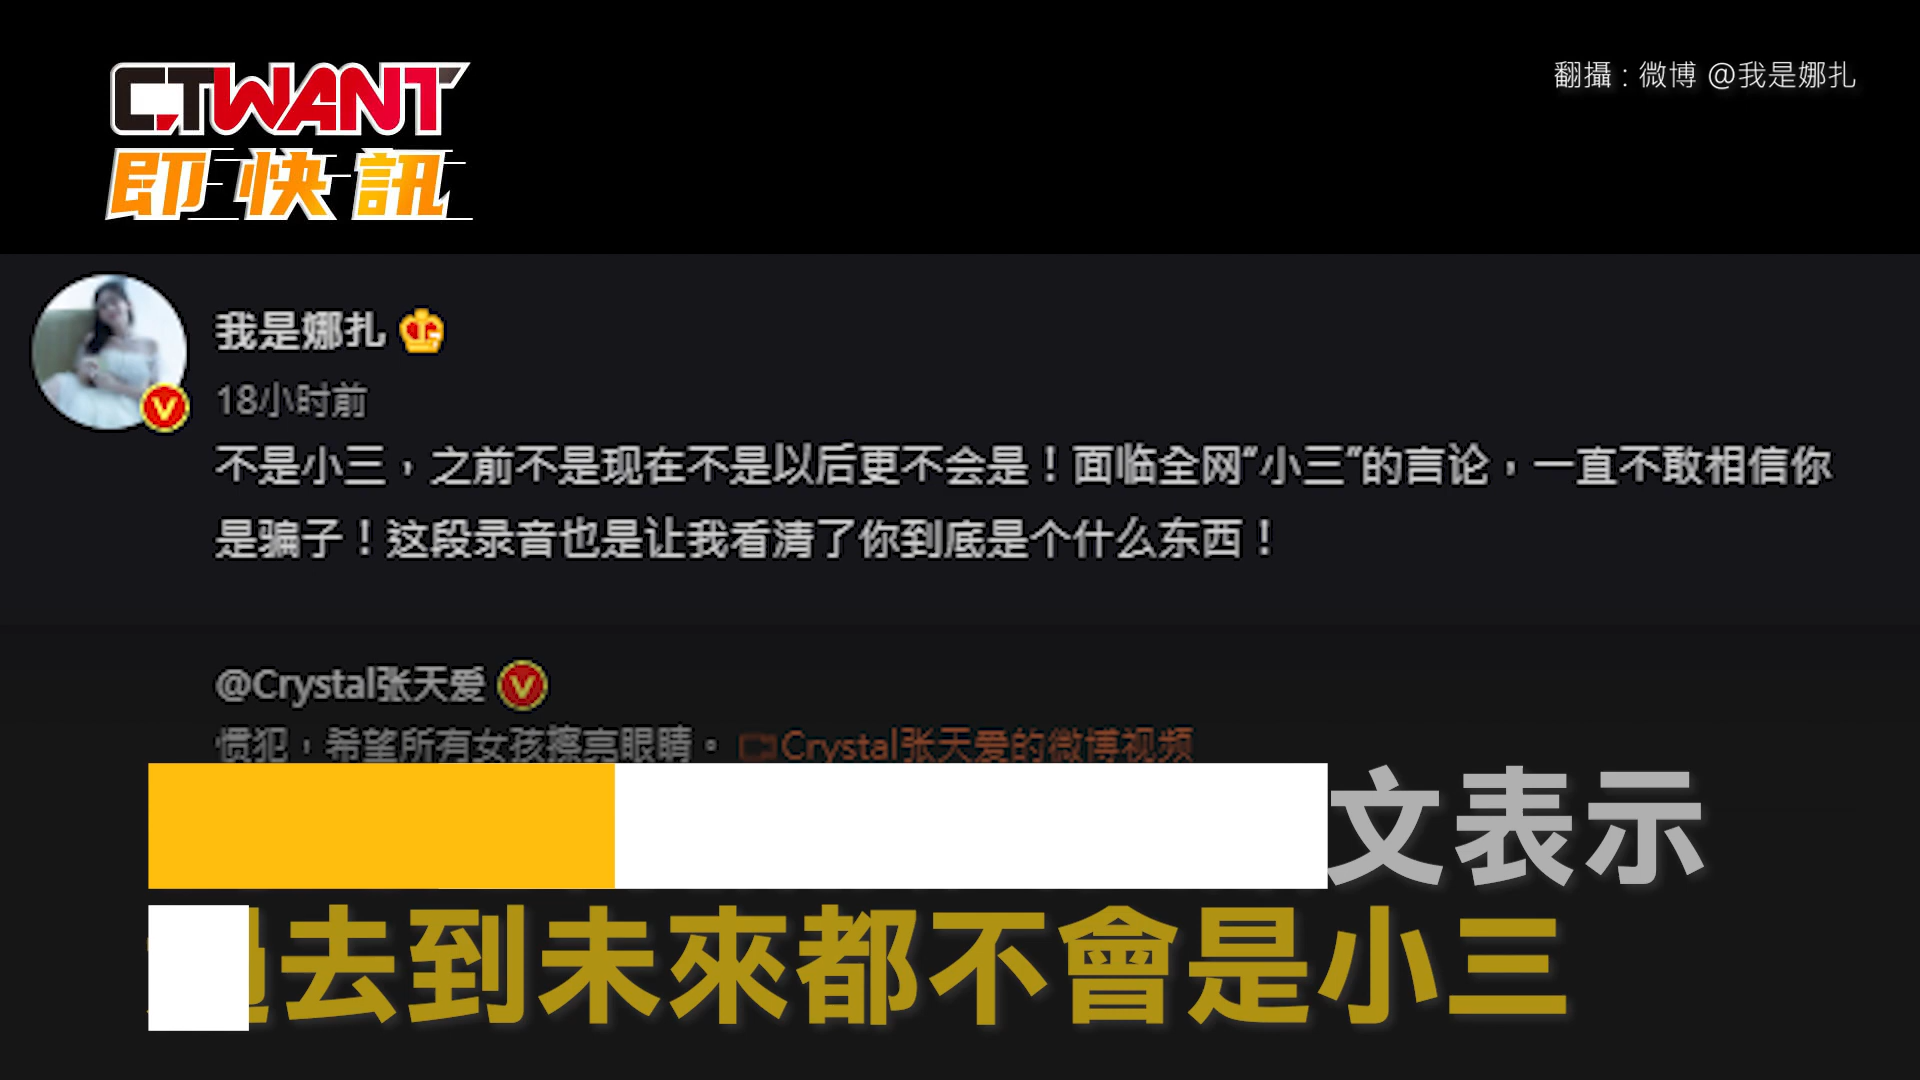 CTWANT
即快訊
翻攝：微博 @我是娜扎
我是娜扎
18小时前
不是小三，之前不是现在不是以后更不会是！面临全网“小三”的言论，一直不敢相信你
是骗子！这段录音也是让我看清了你到底是个什么东西！
@Crystal张天爱
惯犯，希望所有女孩擦亮眼睛。 Crystal张天爱的微博视频
文表示
去到未來都不會是小三